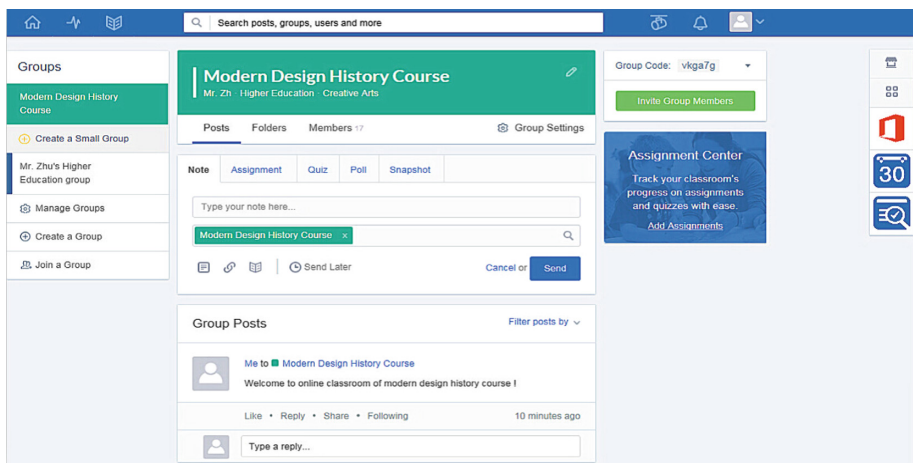 Search posts, groups, users and more
Groups
Modern Design History
Course
Create a Small Group
Mr. Zhu's Higher
Education group
Manage Groups
Create a Group
Join a Group
Modern Design History Course
Mr. Zh · Higher Education · Creative Arts
Posts Folders Members 17 Group Settings
Note Assignment Quiz Poll Snapshot
Type your note here...
Modern Design History Course ×
Send Later Cancel or Send
Group Posts Filter posts by
Me to Modern Design History Course
Welcome to online classroom of modern design history course !
Like • Reply • Share • Following 10 minutes ago
Type a reply...
Group Code: vkga7g
Invite Group Members
Assignment Center
Track your classroom's
progress on assignments
and quizzes with ease.
Add Assignments
30